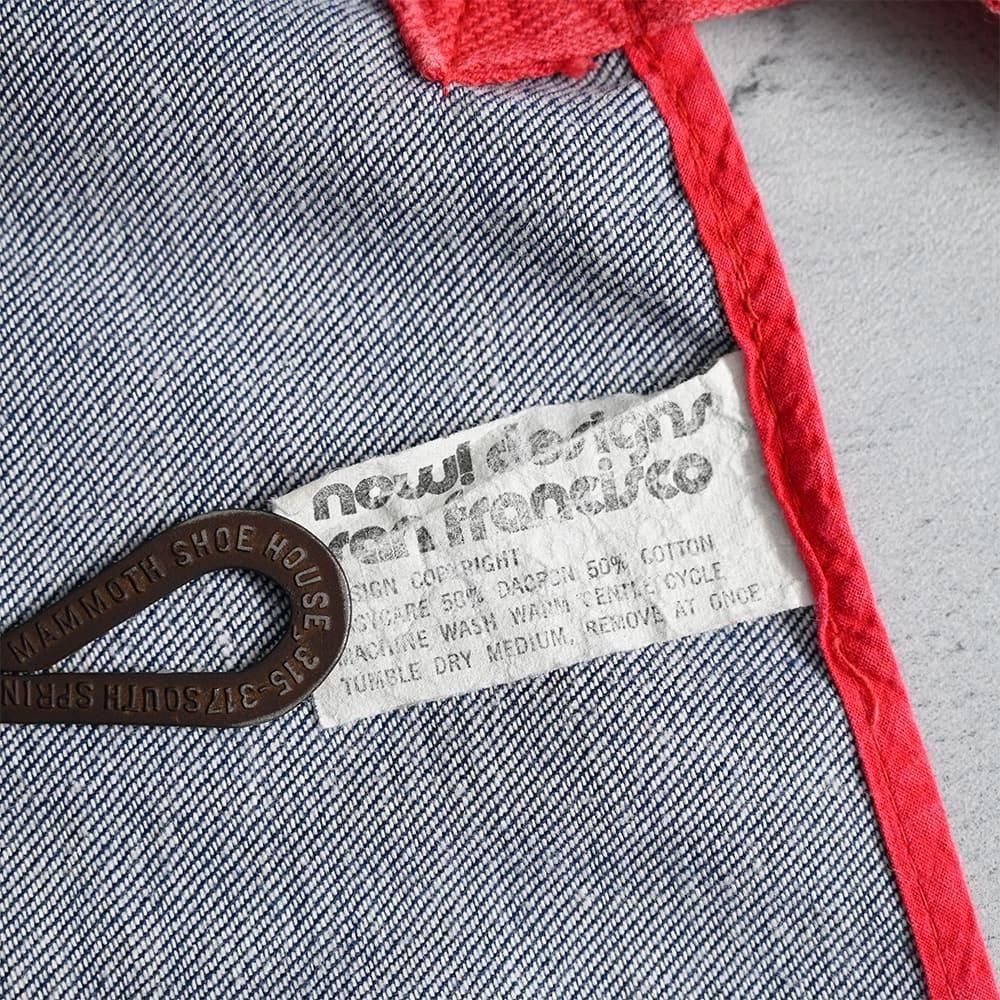 now! designs
san francisco
SIGN COPYRIGHT
SYCARE 50% DACRON 50% COTTON
MACHINE WASH WARM GENTLE CYCLE
TUMBLE DRY MEDIUM, REMOVE AT ONCE
MAMMOTH SHOE HOUSE 315-317 SOUTH SPRIN